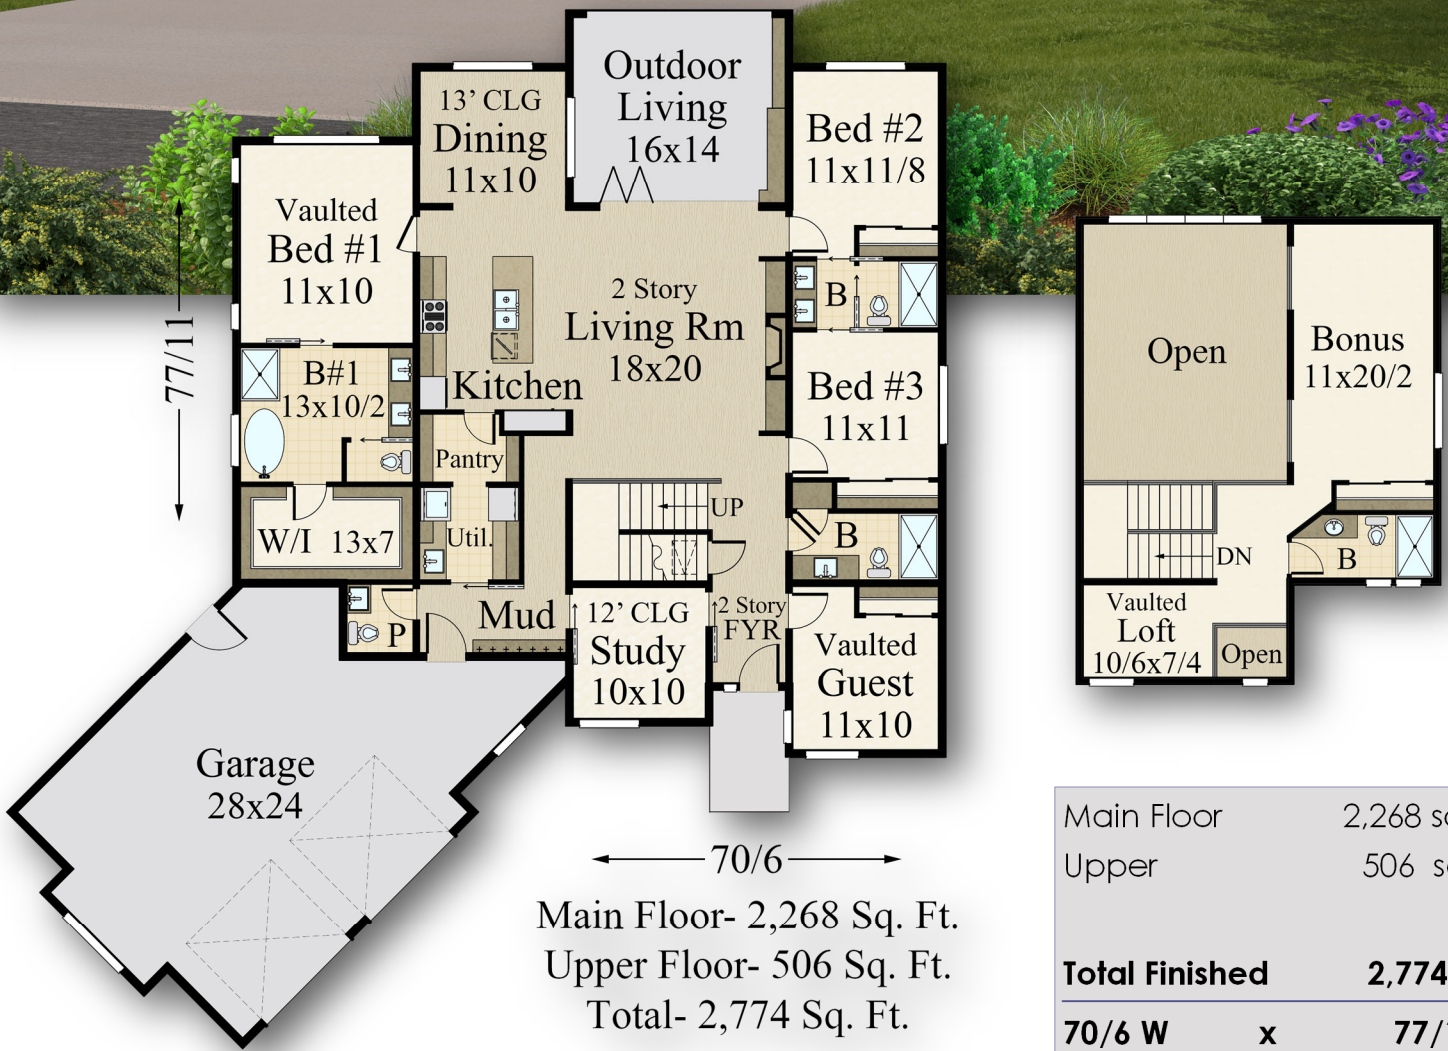 Outdoor
Living
16x14
13' CLG
Dining
11x10
Bed #2
11x11/8
Vaulted
Bed #1
11x10
77/11
2 Story
Living Rm
18x20
Kitchen
B
B#1
13x10/2
Bed #3
11x11
Pantry
UP
W/I 13x7
Util.
B
P
Mud
12' CLG
Study
10x10
2 Story
FYR
Vaulted
Guest
11x10
Garage
28x24
Open
Bonus
11x20/2
DN
B
Vaulted
Loft
10/6x7/4
Open
70/6
Main Floor- 2,268 Sq. Ft.
Upper Floor- 506 Sq. Ft.
Total- 2,774 Sq. Ft.
Main Floor 2,268
Upper 506
Total Finished 2,774
70/6 W x 77/